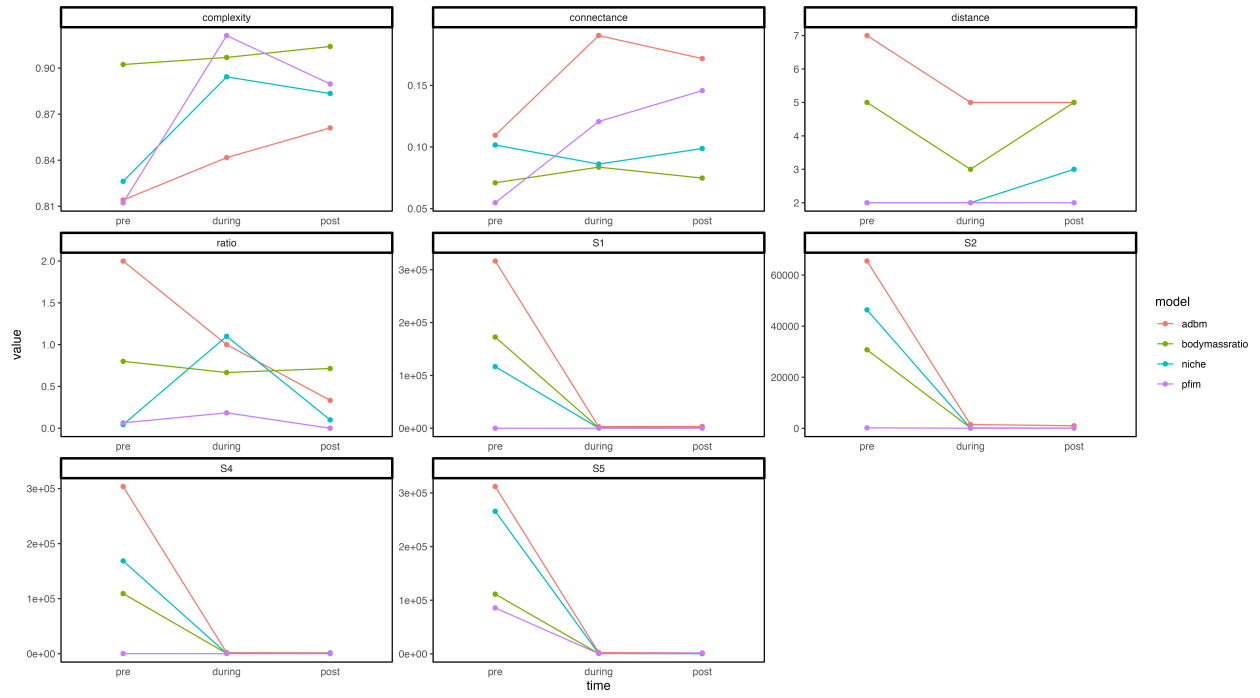 complexity
connectance
distance
0.90
0.87
0.84
0.81
pre
during
post
0.15
0.10
0.05
pre
during
post
7
6
5
4
3
2
pre
during
post
ratio
S1
S2
2.0
1.5
1.0
0.5
0.0
pre
during
post
3e+05
2e+05
1e+05
0e+00
pre
during
post
60000
40000
20000
0
pre
during
post
S4
S5
3e+05
2e+05
1e+05
0e+00
pre
during
post
3e+05
2e+05
1e+05
0e+00
pre
during
post
value
time
model
adbm
bodymassratio
niche
pfim